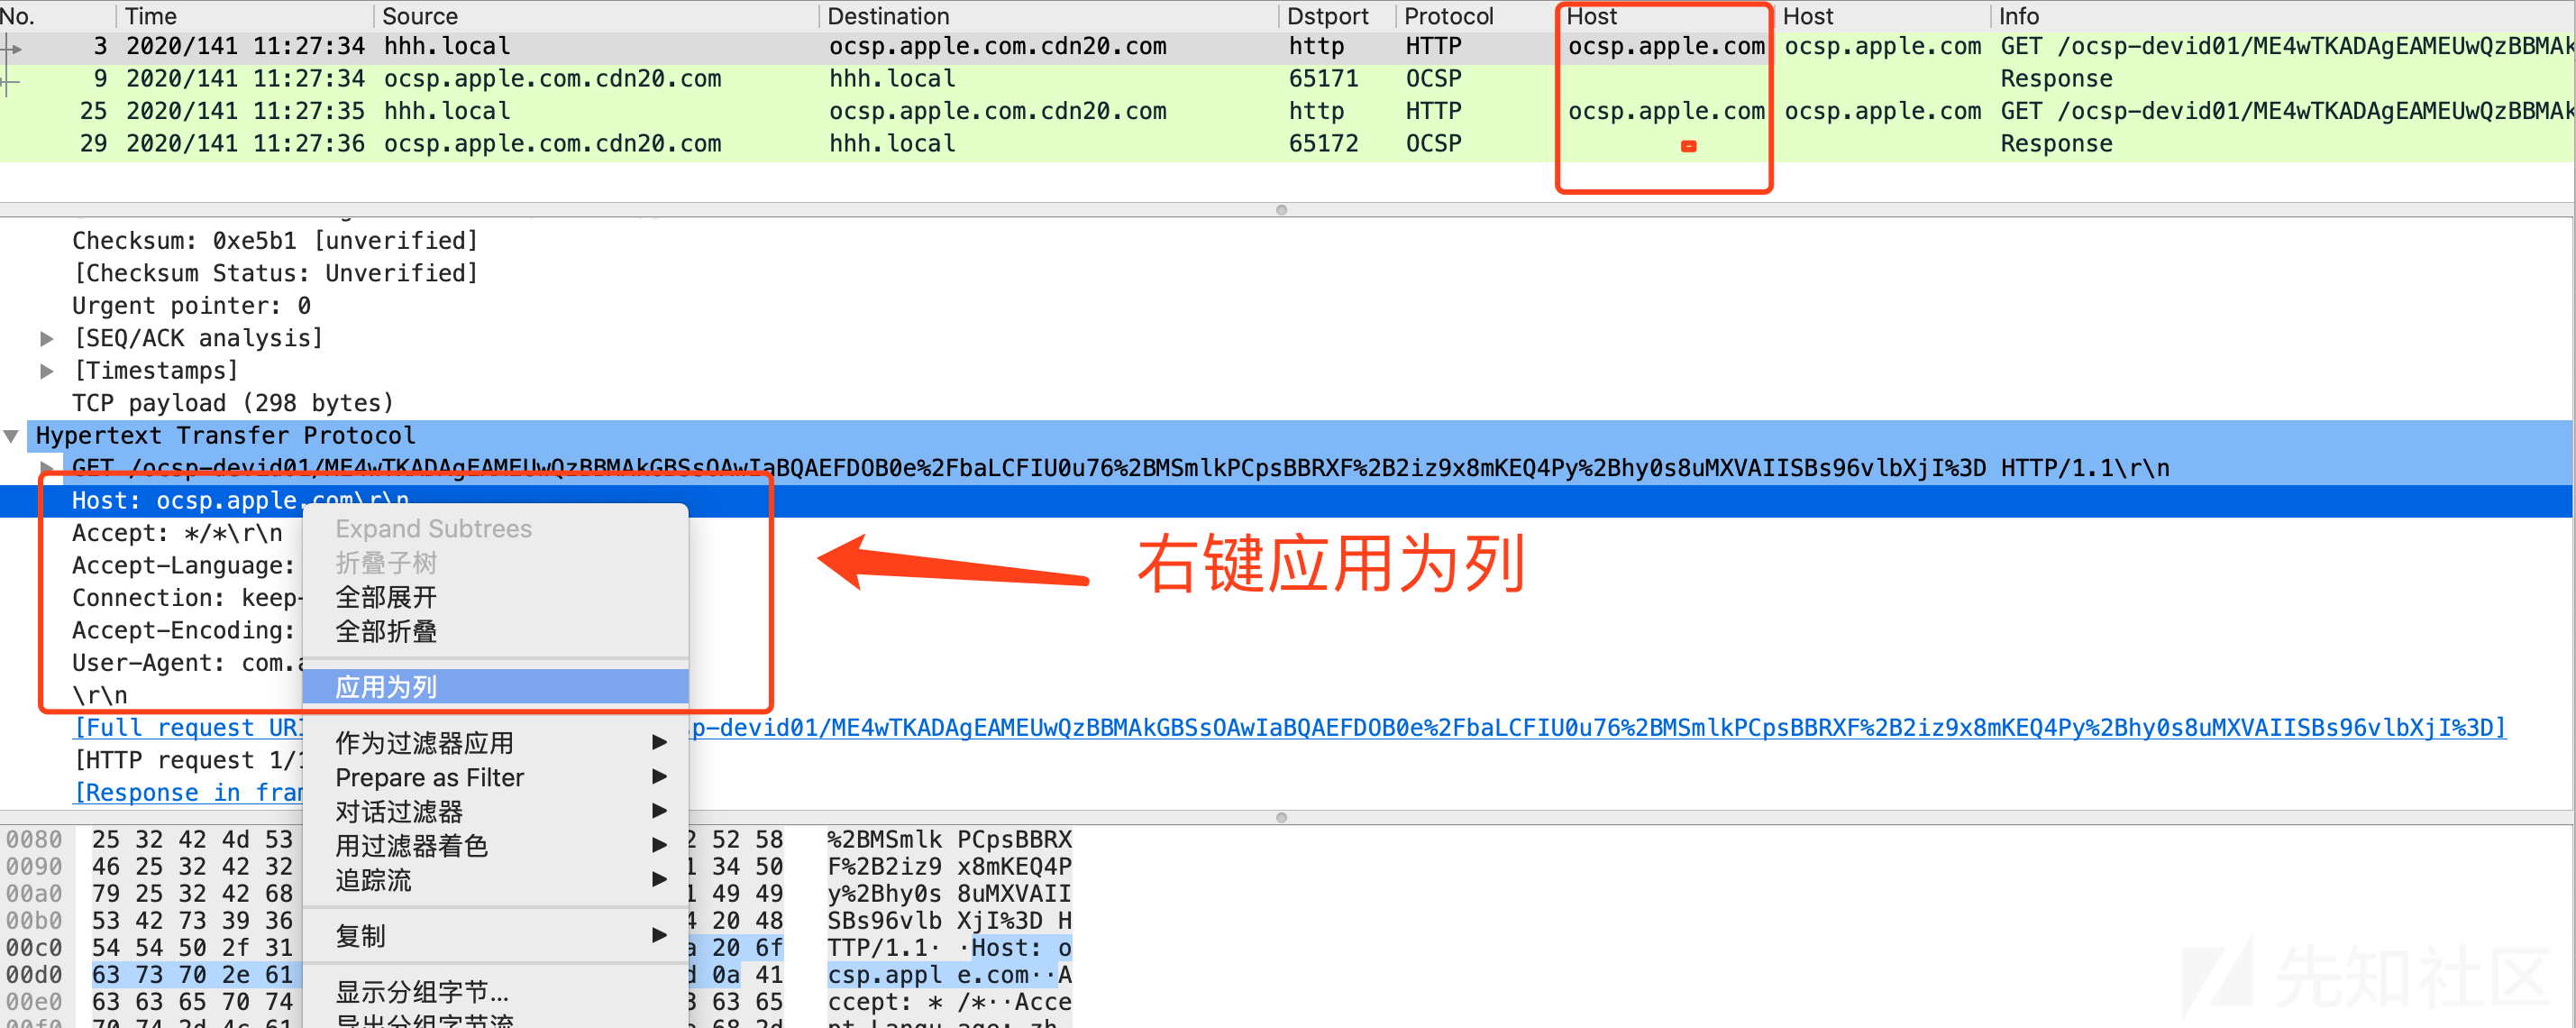 No. Time Source Destination Dstport Protocol Host Host Info
3 2020/141 11:27:34 hhh.local ocsp.apple.com.cdn20.com http HTTP ocsp.apple.com ocsp.apple.com GET /ocsp-devid01/ME4wTKADAgEAMEUwQzBBMAk
9 2020/141 11:27:34 ocsp.apple.com.cdn20.com hhh.local 65171 OCSP Response
25 2020/141 11:27:35 hhh.local ocsp.apple.com.cdn20.com http HTTP ocsp.apple.com ocsp.apple.com GET /ocsp-devid01/ME4wTKADAgEAMEUwQzBBMAk
29 2020/141 11:27:36 ocsp.apple.com.cdn20.com hhh.local 65172 OCSP Response
Checksum: 0xe5b1 [unverified]
[Checksum Status: Unverified]
Urgent pointer: 0
[SEQ/ACK analysis]
[Timestamps]
TCP payload (298 bytes)
Hypertext Transfer Protocol
GET /ocsp-devid01/ME4wTKADAgEAMEUwQzBBMAkGBSsOAwIaBQAEFDOB0e%2FbaLCFIU0u76%2BMSmlkPCpsBBRXF%2B2iz9x8mKEQ4Py%2Bhy0s8uMXVAIISBs96vlbXjI%3D HTTP/1.1\r\n
Host: ocsp.apple.com\r\n
Accept: */*\r\n
Accept-Language:
Connection: keep-
Accept-Encoding:
User-Agent: com.a
\r\n
[Full request URI
p-devid01/ME4wTKADAgEAMEUwQzBBMAkGBSsOAwIaBQAEFDOB0e%2FbaLCFIU0u76%2BMSmlkPCpsBBRXF%2B2iz9x8mKEQ4Py%2Bhy0s8uMXVAIISBs96vlbXjI%3D]
[HTTP request 1/1
[Response in fram
Expand Subtrees
折叠子树
全部展开
全部折叠
应用为列
作为过滤器应用
Prepare as Filter
对话过滤器
用过滤器着色
追踪流
复制
显示分组字节...
导出分组字节流
右键应用为列
0080 25 32 42 4d 53 2 52 58 %2BMSmlk PCpsBBRX
0090 46 25 32 42 32 1 34 50 F%2B2iz9 x8mKEQ4P
00a0 79 25 32 42 68 1 49 49 y%2Bhy0s 8uMXVAII
00b0 53 42 73 39 36 4 20 48 SBs96vlb XjI%3D H
00c0 54 54 50 2f 31 a 20 6f TTP/1.1· ·Host: o
00d0 63 73 70 2e 61 d 0a 41 csp.appl e.com··A
00e0 63 63 65 70 74 3 63 65 ccept: * /*··Acce
00f0 70 74 2d 4c 61 68 2d pt-Langu age: zh-
先知社区